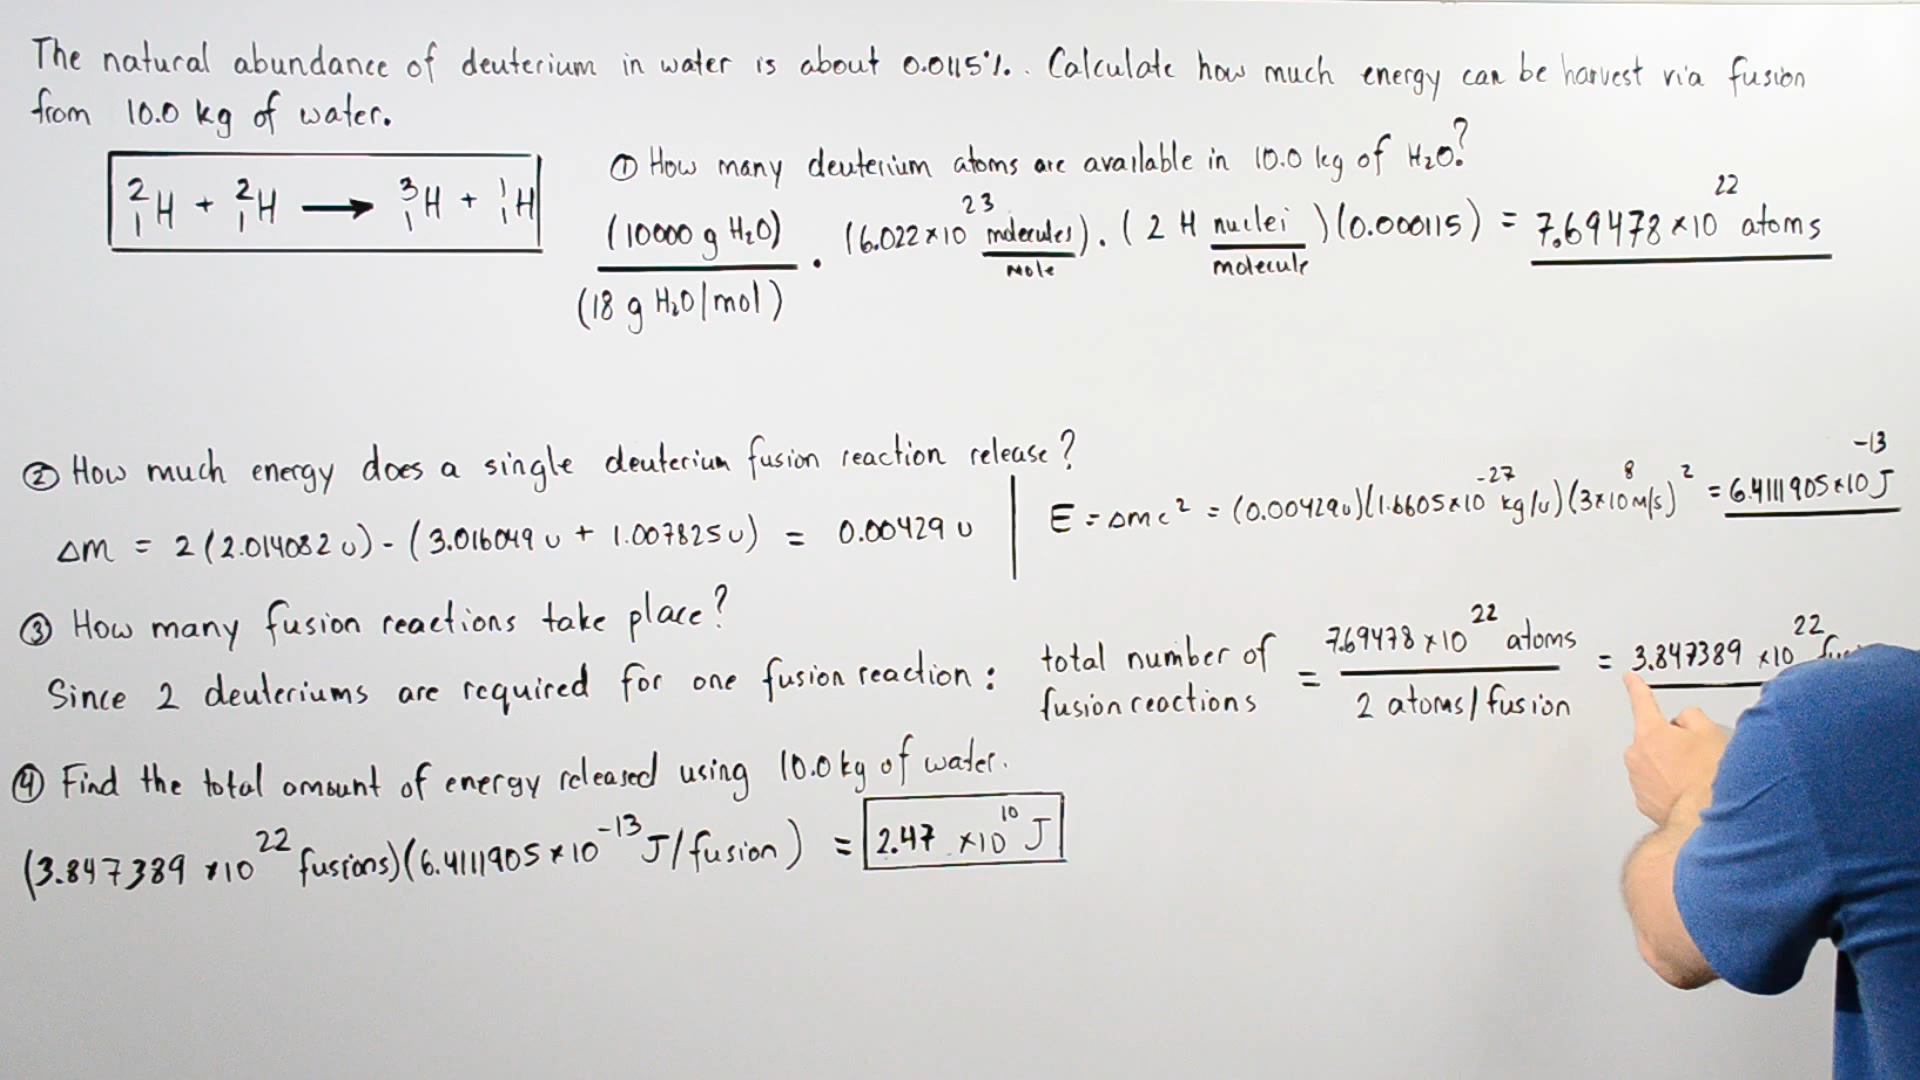 The natural abundance of deuterium in water is about 0.0115%. Calculate how much energy can be harvest via fusion
from 10.0 kg of water.
²₁H + ²₁H ⟶ ³₁H + ¹₁H
① How many deuterium atoms are available in 10.0 kg of H₂O?
(10000 g H₂O) / (18 g H₂O/mol) · (6.022×10²³ molecules/mole) · (2 H nuclei/molecule)(0.000115) = 7.69478×10²² atoms
② How much energy does a single deuterium fusion reaction release?
Δm = 2(2.014082 u) - (3.016049 u + 1.007825 u) = 0.00429 u
E = Δmc² = (0.00429u)(1.6605×10⁻²⁷ kg/u)(3×10⁸ m/s)² = 6.4111905×10⁻¹³ J
③ How many fusion reactions take place?
Since 2 deuteriums are required for one fusion reaction:
total number of fusion reactions = 7.69478×10²² atoms / 2 atoms/fusion = 3.847389 ×10²²
④ Find the total amount of energy released using 10.0 kg of water.
(3.847389 ×10²² fusions)(6.4111905×10⁻¹³ J/fusion) = 2.47 ×10¹⁰ J